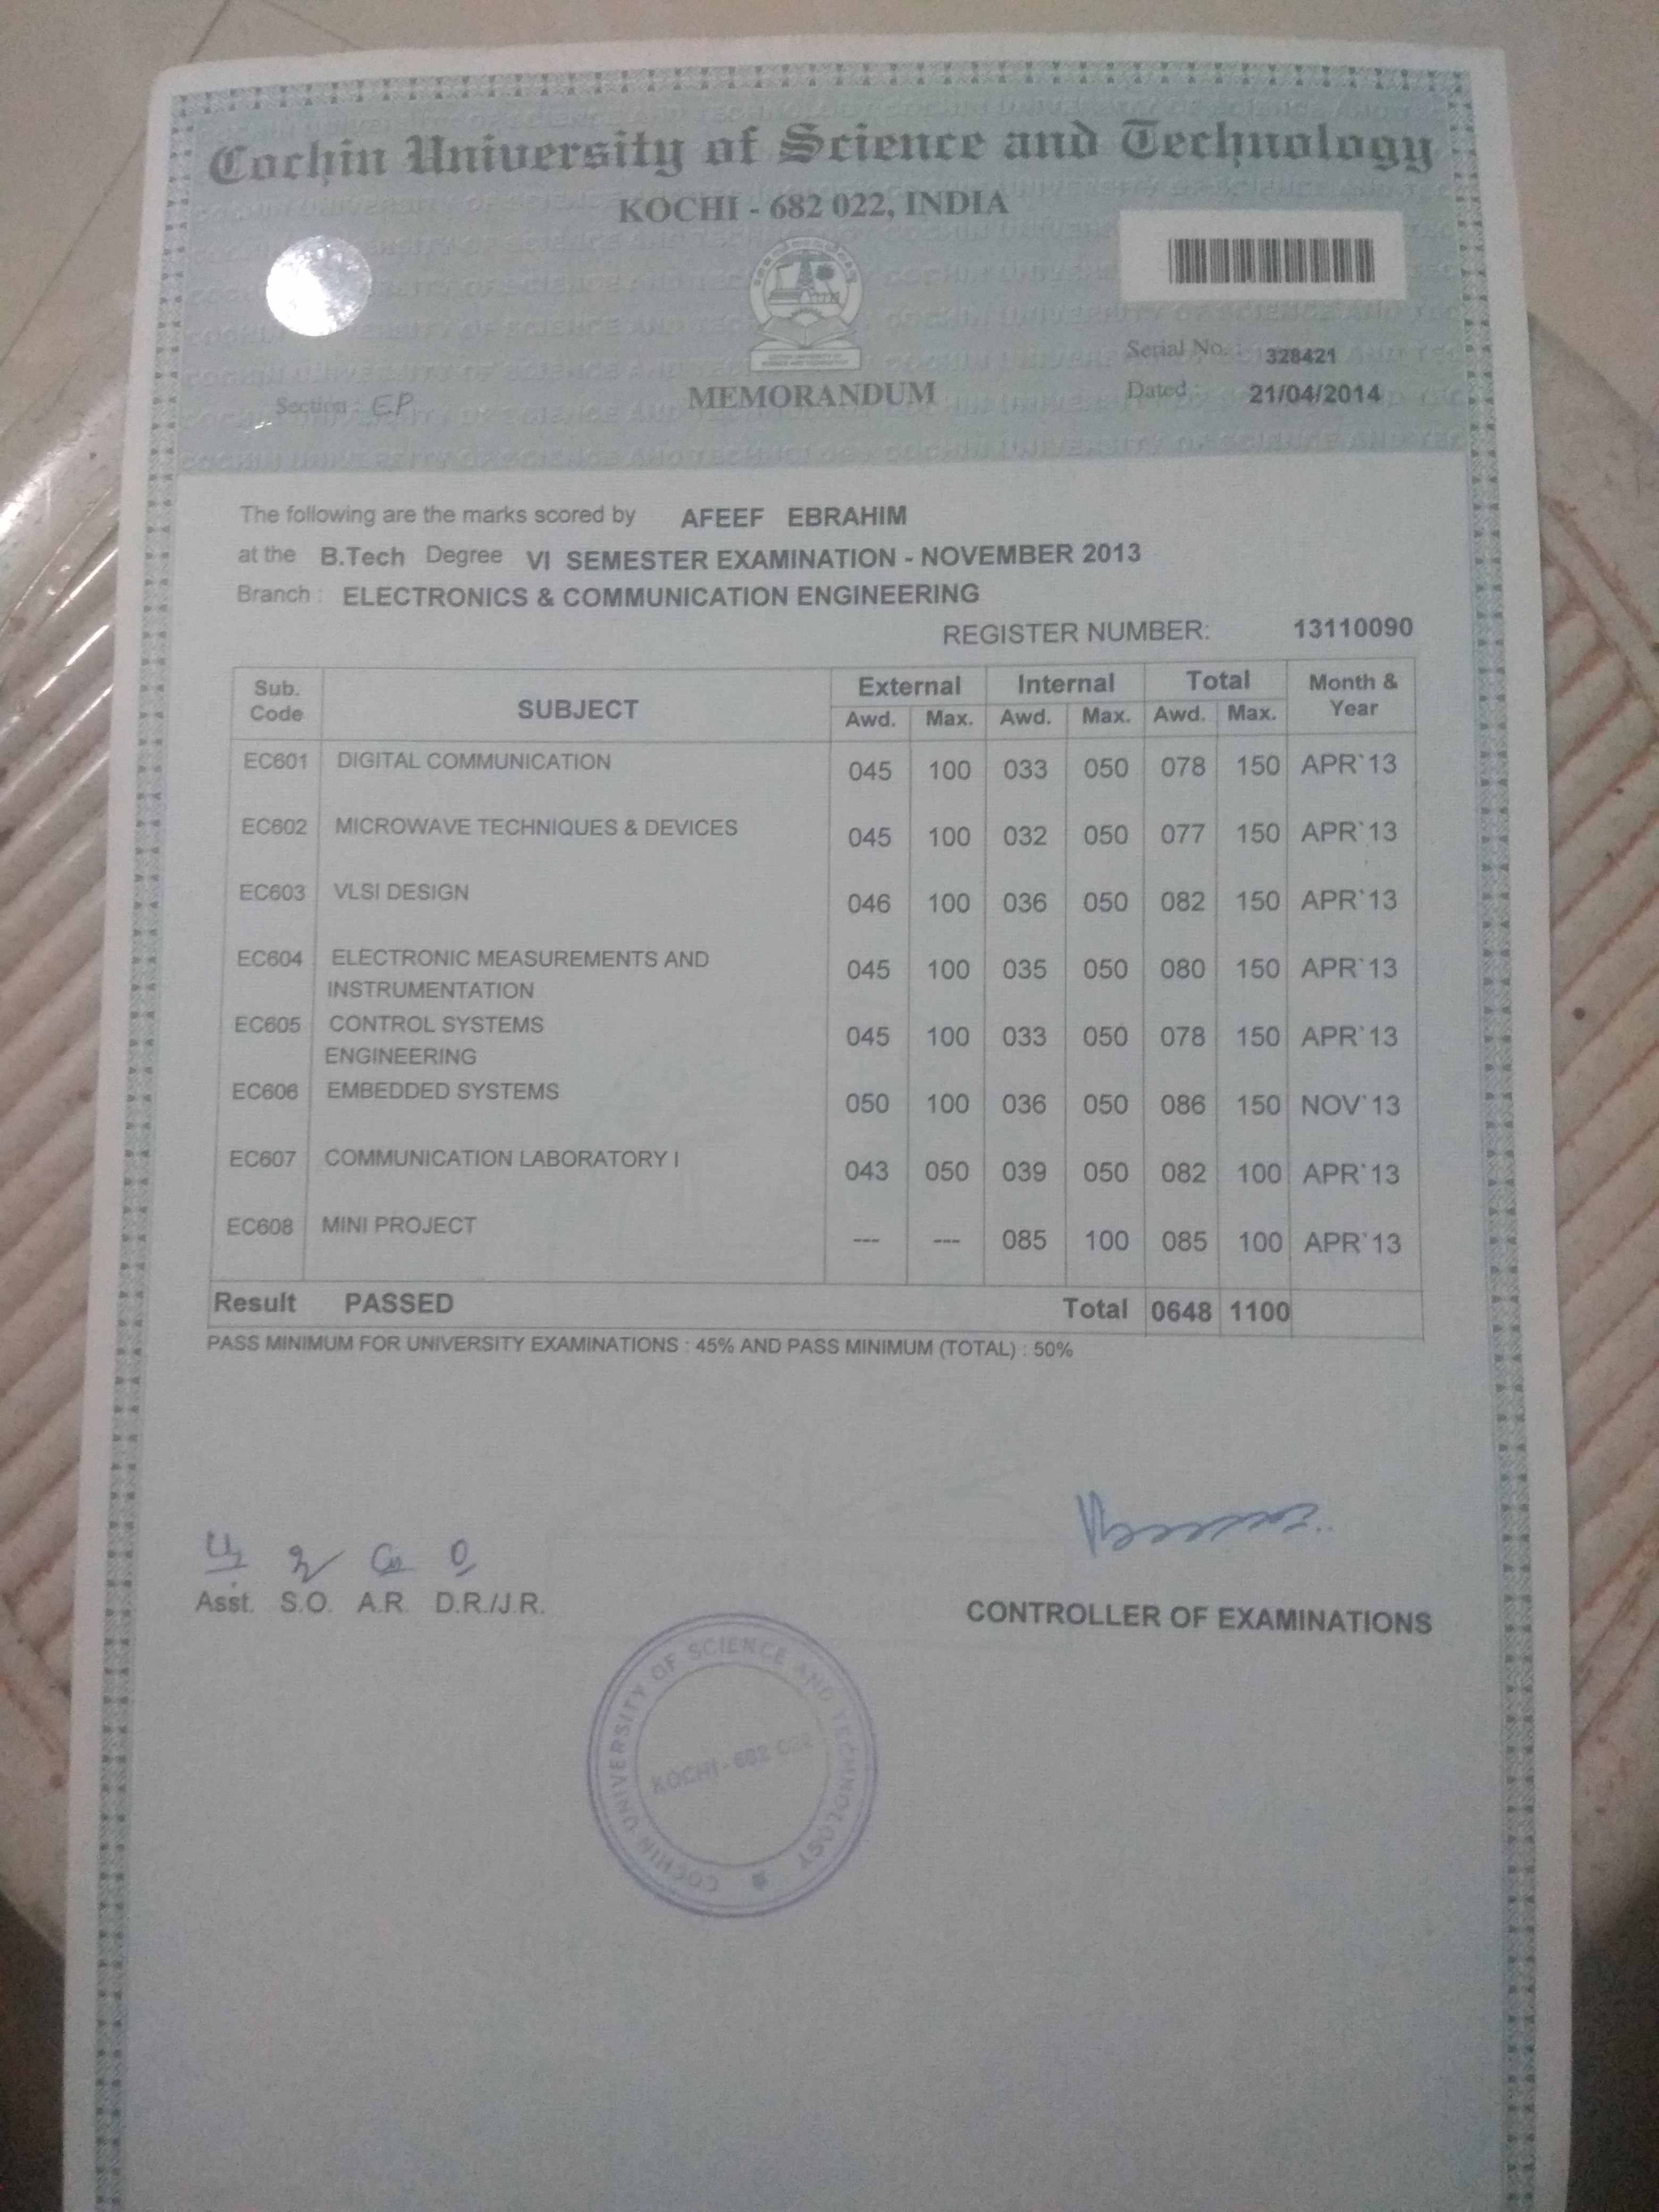 Cochin University of Science and Technology
KOCHI - 682 022, INDIA
Serial No. : 328421
Section : E.P.
MEMORANDUM
Dated : 21/04/2014
The following are the marks scored by AFEEF EBRAHIM
at the B.Tech Degree VI SEMESTER EXAMINATION - NOVEMBER 2013
Branch : ELECTRONICS & COMMUNICATION ENGINEERING
REGISTER NUMBER: 13110090
Sub. Code SUBJECT External Internal Total Month & Year
Awd. Max. Awd. Max. Awd. Max.
EC601 DIGITAL COMMUNICATION 045 100 033 050 078 150 APR`13
EC602 MICROWAVE TECHNIQUES & DEVICES 045 100 032 050 077 150 APR`13
EC603 VLSI DESIGN 046 100 036 050 082 150 APR`13
EC604 ELECTRONIC MEASUREMENTS AND 045 100 035 050 080 150 APR`13
INSTRUMENTATION
EC605 CONTROL SYSTEMS 045 100 033 050 078 150 APR`13
ENGINEERING
EC606 EMBEDDED SYSTEMS 050 100 036 050 086 150 NOV`13
EC607 COMMUNICATION LABORATORY I 043 050 039 050 082 100 APR`13
EC608 MINI PROJECT --- --- 085 100 085 100 APR`13
Result PASSED Total 0648 1100
PASS MINIMUM FOR UNIVERSITY EXAMINATIONS : 45% AND PASS MINIMUM (TOTAL) : 50%
Asst. S.O. A.R. D.R./J.R.
CONTROLLER OF EXAMINATIONS
COCHIN UNIVERSITY OF SCIENCE AND TECHNOLOGY
KOCHI - 682 022